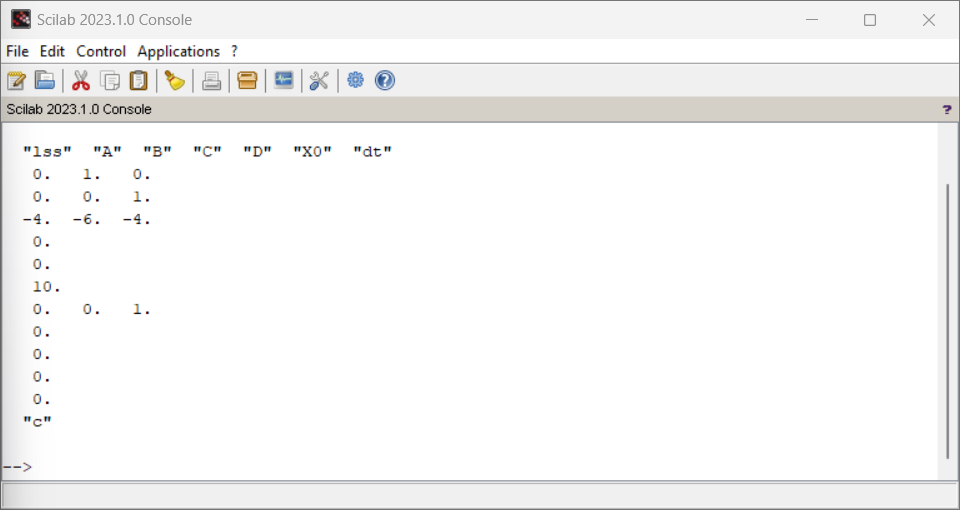 Scilab 2023.1.0 Console
File Edit Control Applications ?
Scilab 2023.1.0 Console ?
"lss" "A" "B" "C" "D" "X0" "dt"
0. 1. 0.
0. 0. 1.
-4. -6. -4.
0.
0.
10.
0. 0. 1.
0.
0.
0.
0.
"c"
-->